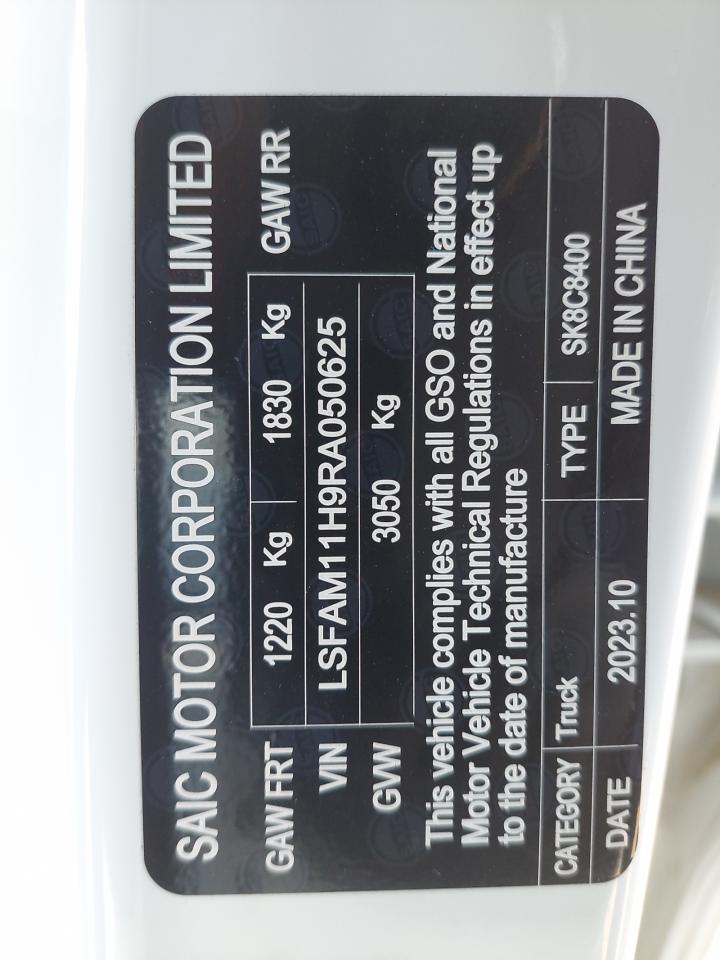 SAIC MOTOR CORPORATION LIMITED
GAW FRT 1220 Kg 1830 Kg GAW RR
VIN LSFAM11H9RA050625
GVW 3050 Kg
This vehicle complies with all GSO and National
Motor Vehicle Technical Regulations in effect up
to the date of manufacture
CATEGORY Truck TYPE SK8C8400
DATE 2023.10 MADE IN CHINA